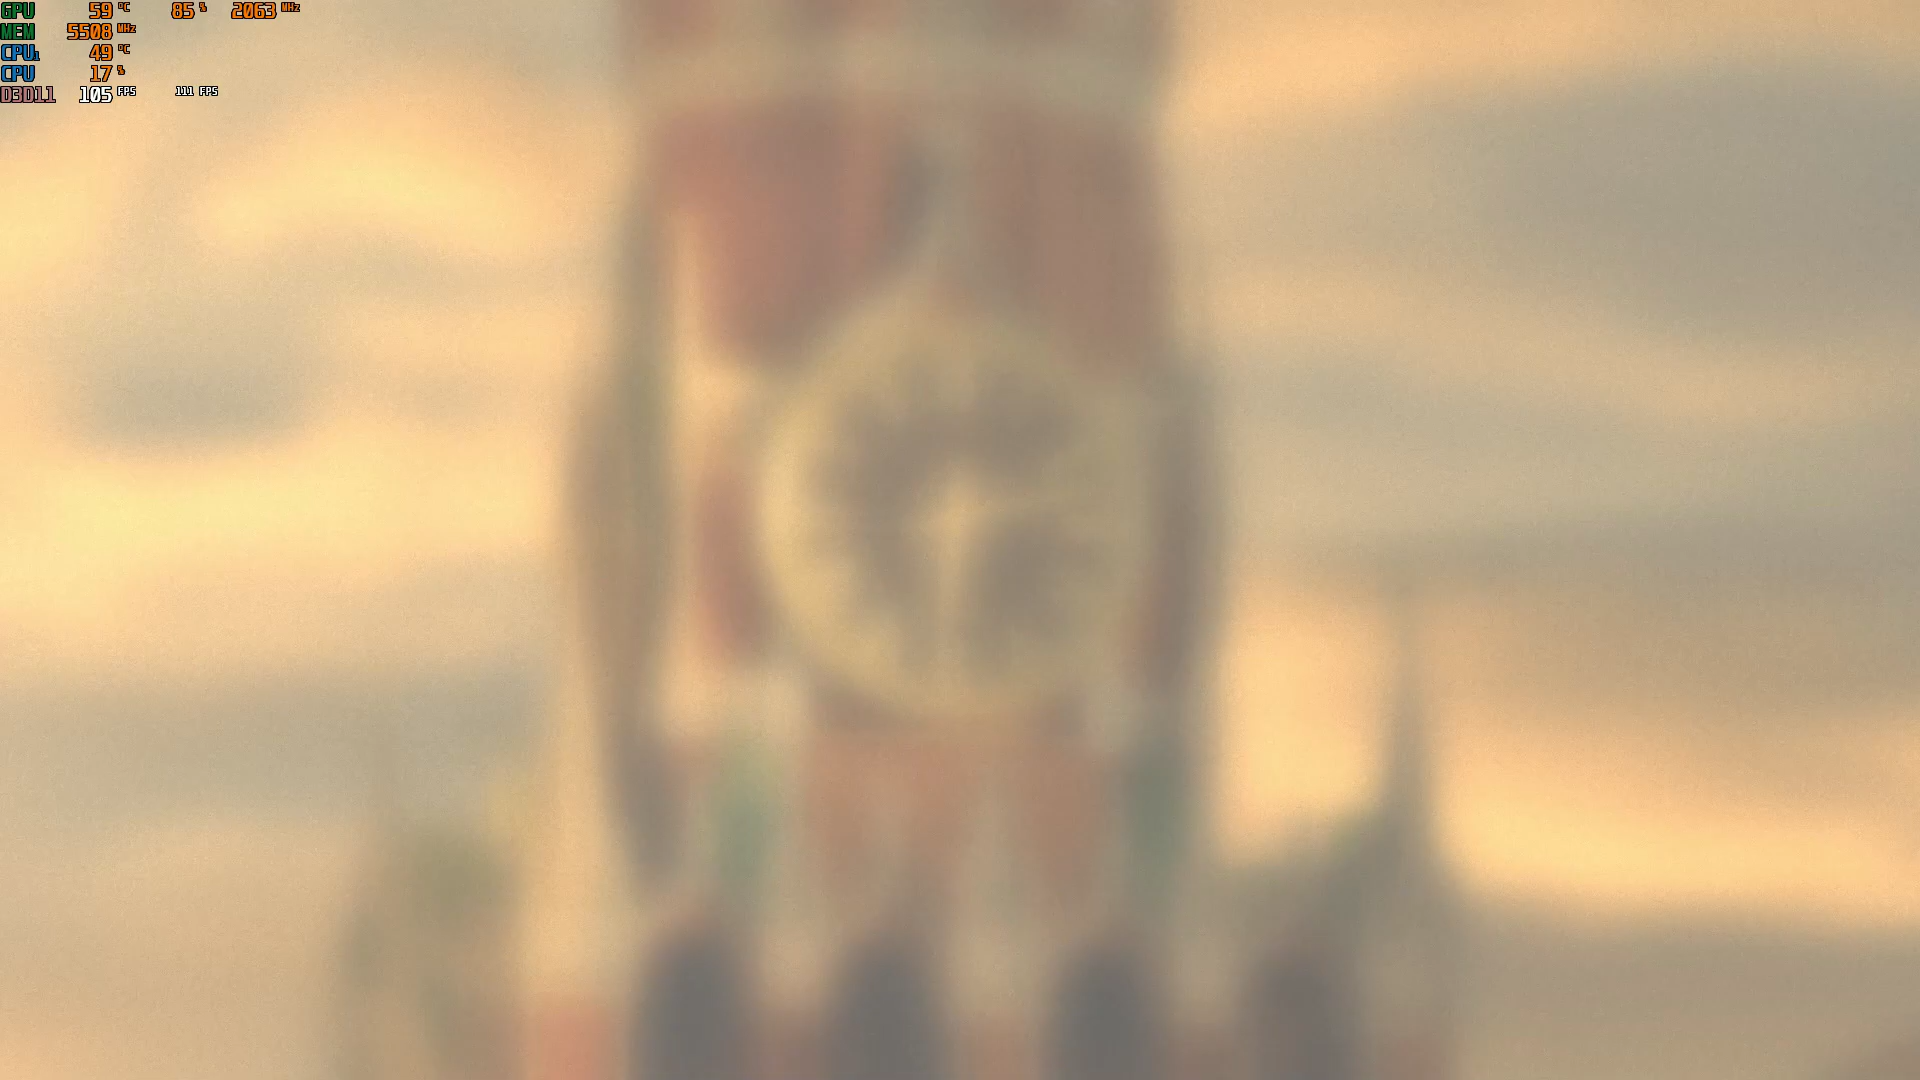 GPU 59 °C 85 % 2063 MHz
MEM 5508 MHz
CPU1 49 °C
CPU 17 %
D3D11 105 FPS 111 FPS